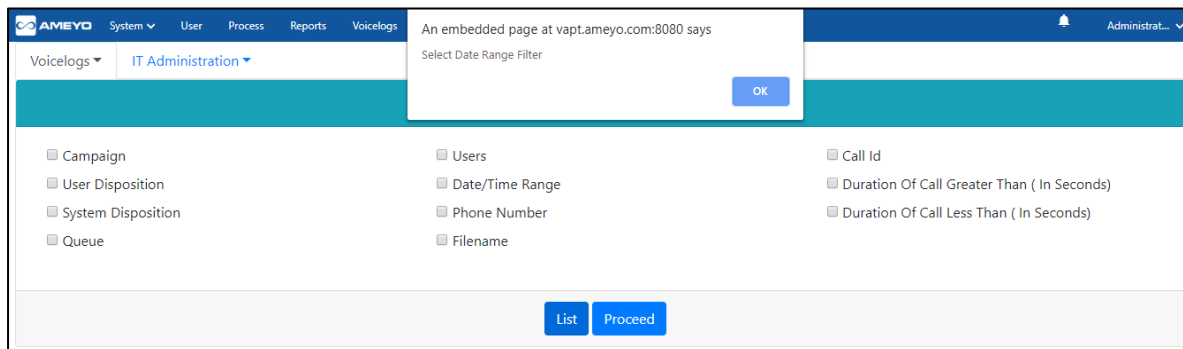 AMEYO System User Process Reports Voicelogs Administrat...
An embedded page at vapt.ameyo.com:8080 says
Select Date Range Filter
OK
Voicelogs IT Administration
Campaign Users Call Id
User Disposition Date/Time Range Duration Of Call Greater Than ( In Seconds)
System Disposition Phone Number Duration Of Call Less Than ( In Seconds)
Queue Filename
List Proceed